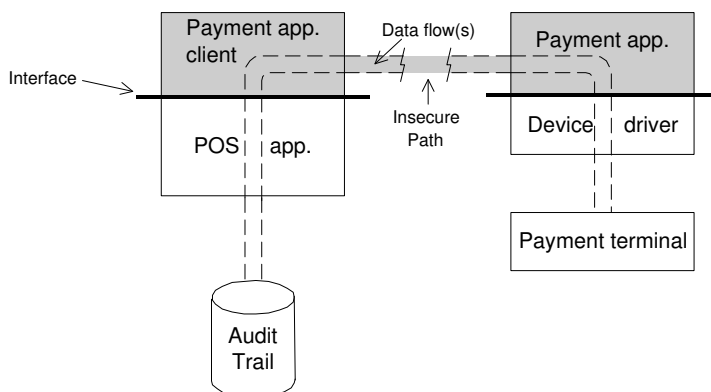 Payment app.
client
Data flow(s)
Payment app.
Interface
Insecure
Path
POS app.
Device driver
Payment terminal
Audit
Trail